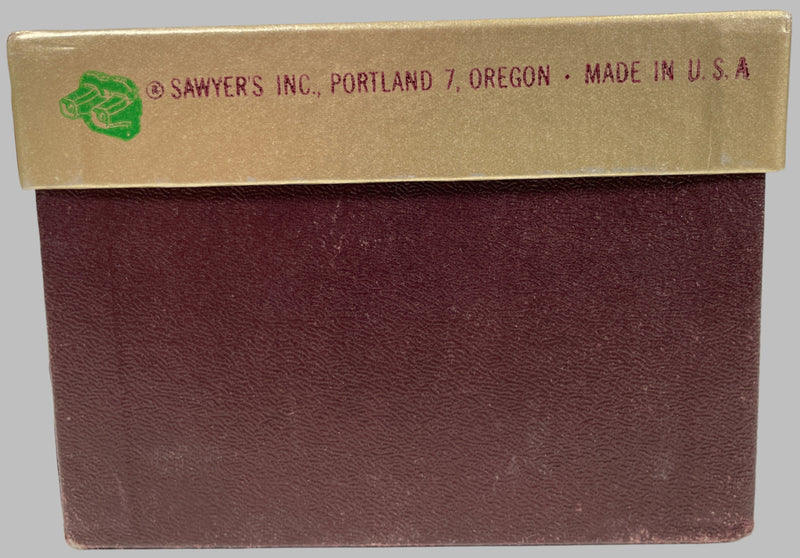 ® SAWYER'S INC., PORTLAND 7, OREGON · MADE IN U. S. A